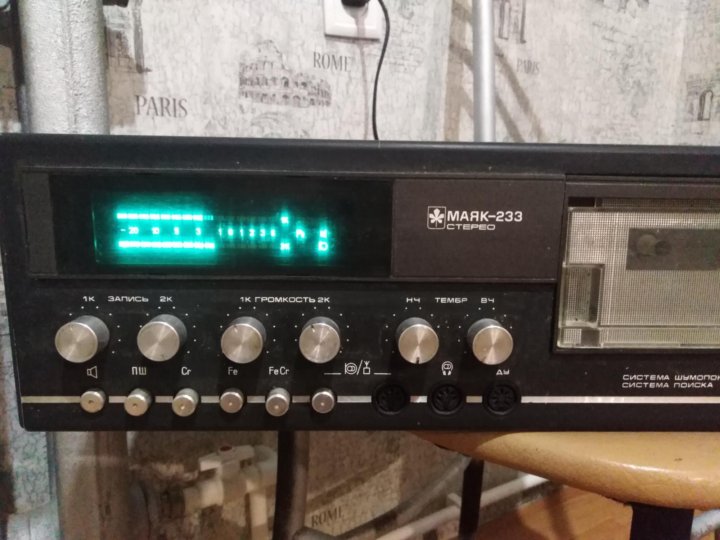 ROME
PARIS
МАЯК-233
СТЕРЕО
1К ЗАПИСЬ 2К
1К ГРОМКОСТЬ 2К
НЧ ТЕМБР ВЧ
ПШ Cr Fe FeCr
ДУ
СИСТЕМА ШУМОПОН
СИСТЕМА ПОИСКА
ROME